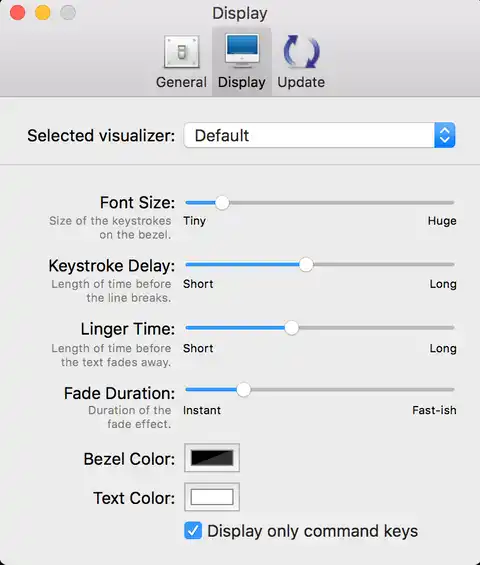 Display
General Display Update
Selected visualizer: Default
Font Size:
Size of the keystrokes
on the bezel.
Tiny Huge
Keystroke Delay:
Length of time before
the line breaks.
Short Long
Linger Time:
Length of time before
the text fades away.
Short Long
Fade Duration:
Duration of the
fade effect.
Instant Fast-ish
Bezel Color:
Text Color:
Display only command keys